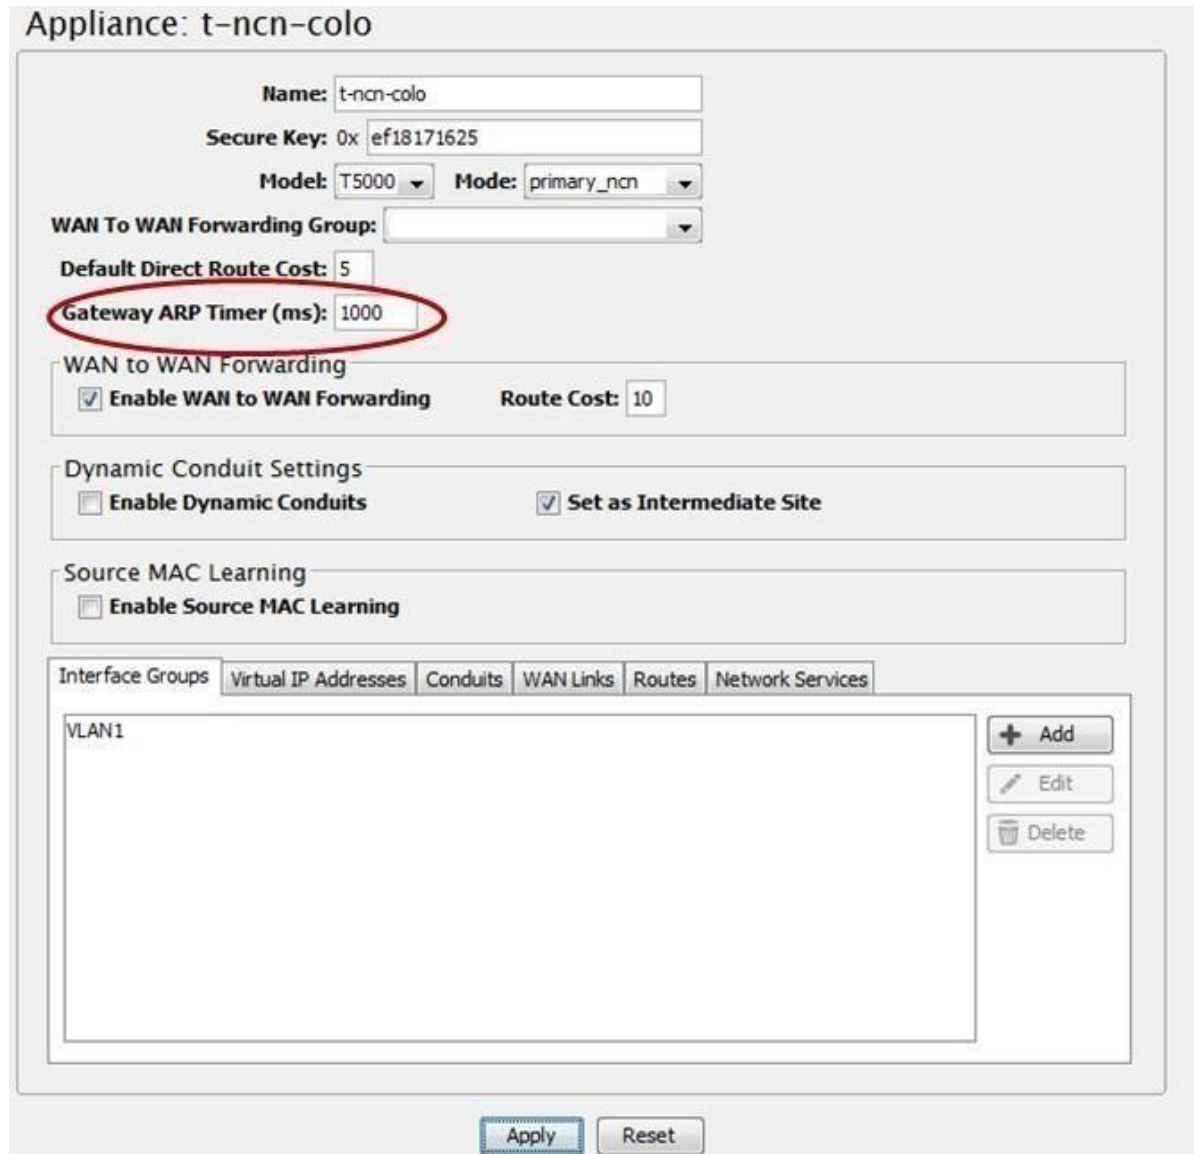 Appliance: t-ncn-colo
Name: t-ncn-colo
Secure Key: 0x ef18171625
Model: T5000 Mode: primary_ncn
WAN To WAN Forwarding Group:
Default Direct Route Cost: 5
Gateway ARP Timer (ms): 1000
WAN to WAN Forwarding
Enable WAN to WAN Forwarding Route Cost: 10
Dynamic Conduit Settings
Enable Dynamic Conduits Set as Intermediate Site
Source MAC Learning
Enable Source MAC Learning
Interface Groups Virtual IP Addresses Conduits WAN Links Routes Network Services
VLAN1
Add
Edit
Delete
Apply Reset